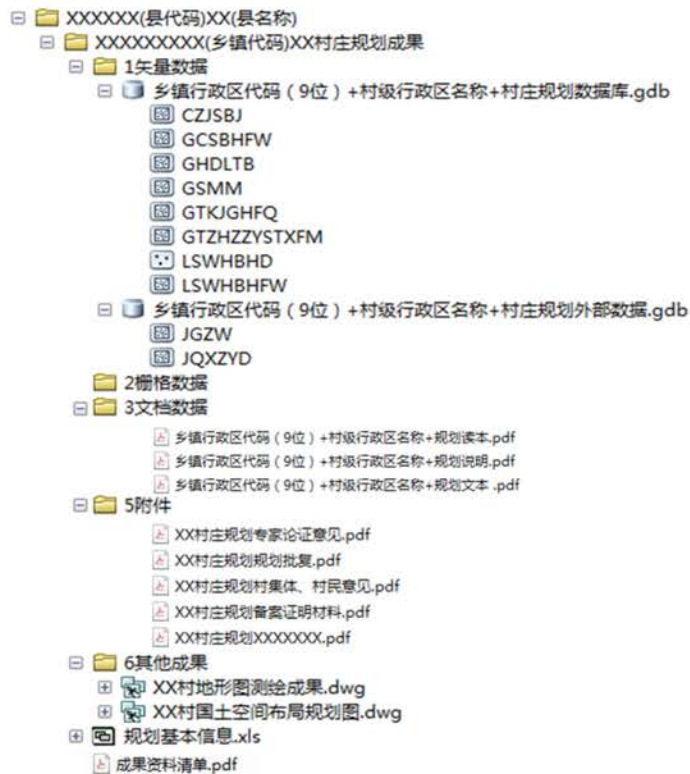 XXXXXX(县代码)XX(县名称)
XXXXXXXXX(乡镇代码)XX村庄规划成果
1矢量数据
乡镇行政区代码（9位）+村级行政区名称+村庄规划数据库.gdb
CZJSBJ
GCSBHFW
GHDLTB
GSMM
GTKJGHFQ
GTZHZZYSTXFM
LSWHBHD
LSWHBHFW
乡镇行政区代码（9位）+村级行政区名称+村庄规划外部数据.gdb
JGZW
JQXZYD
2栅格数据
3文档数据
乡镇行政区代码（9位）+村级行政区名称+规划读本.pdf
乡镇行政区代码（9位）+村级行政区名称+规划说明.pdf
乡镇行政区代码（9位）+村级行政区名称+规划文本 .pdf
5附件
XX村庄规划专家论证意见.pdf
XX村庄规划规划批复.pdf
XX村庄规划村集体、村民意见.pdf
XX村庄规划备案证明材料.pdf
XX村庄规划XXXXXXX.pdf
6其他成果
XX村地形图测绘成果.dwg
XX村国土空间布局规划图.dwg
规划基本信息.xls
成果资料清单.pdf